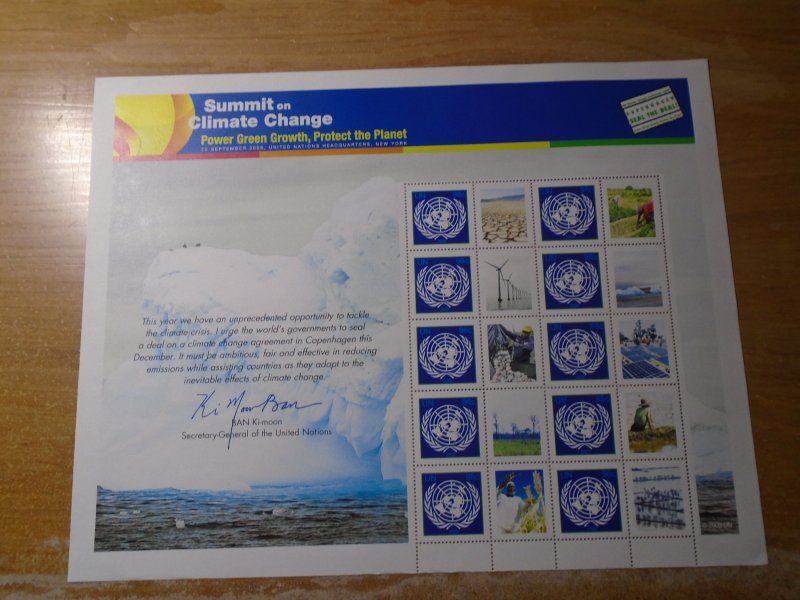 Summit on
Climate Change
Power Green Growth, Protect the Planet
22 SEPTEMBER 2009, UNITED NATIONS HEADQUARTERS, NEW YORK
SEAL THE DEAL!
This year we have an unprecedented opportunity to tackle
the climate crisis. I urge the world's governments to seal
a deal on a climate change agreement in Copenhagen this
December. It must be ambitious, fair and effective in reducing
emissions while assisting countries as they adapt to the
inevitable effects of climate change.
Ki Moon Ban
BAN Ki-moon
Secretary-General of the United Nations